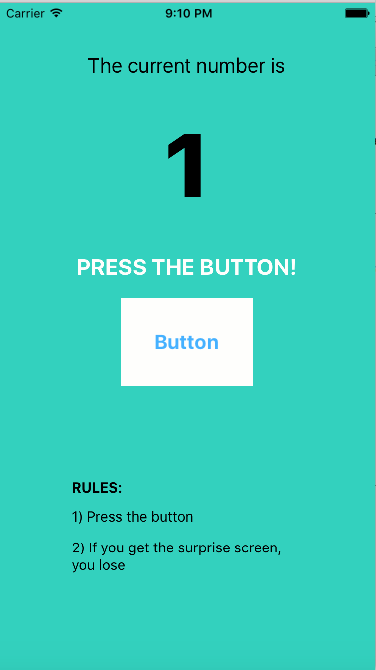 Carrier 9:10 PM
The current number is
1
PRESS THE BUTTON!
Button
RULES:
1) Press the button
2) If you get the surprise screen,
you lose